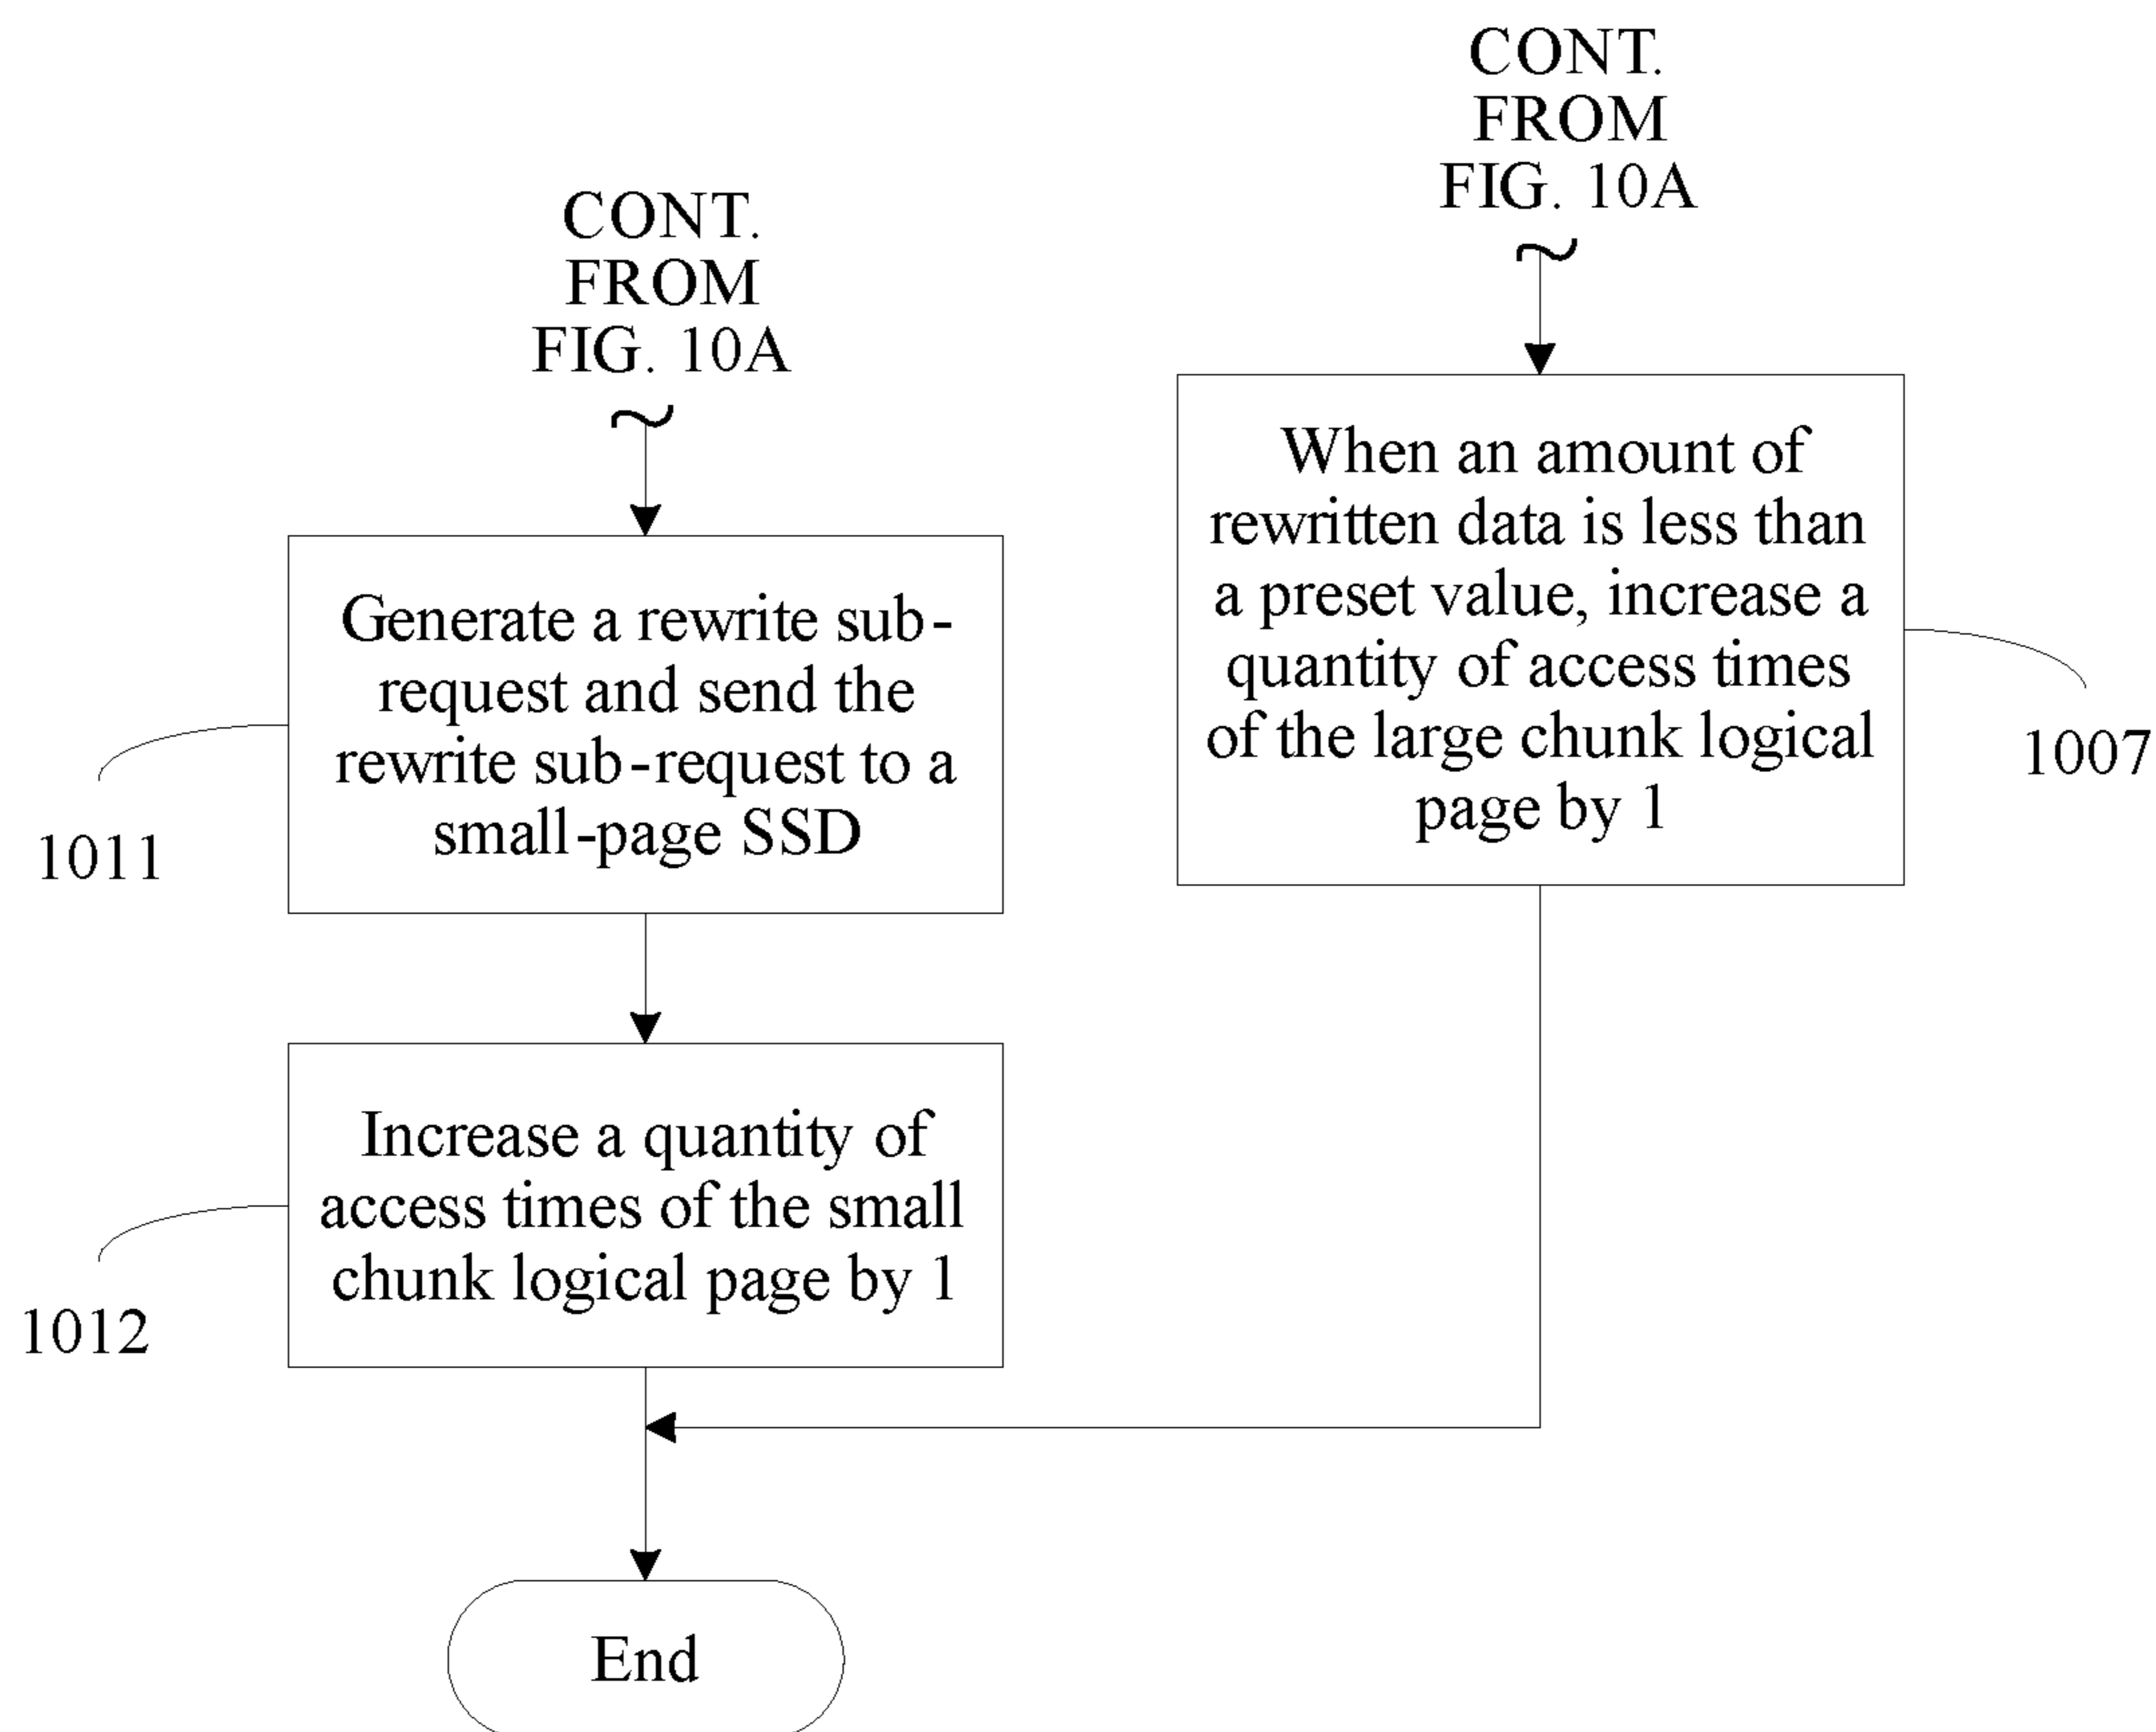 CONT.
FROM
FIG. 10A
Generate a rewrite sub-
request and send the
rewrite sub-request to a
small-page SSD
1011
Increase a quantity of
access times of the small
chunk logical page by 1
1012
CONT.
FROM
FIG. 10A
When an amount of
rewritten data is less than
a preset value, increase a
quantity of access times
of the large chunk logical
page by 1
1007
End